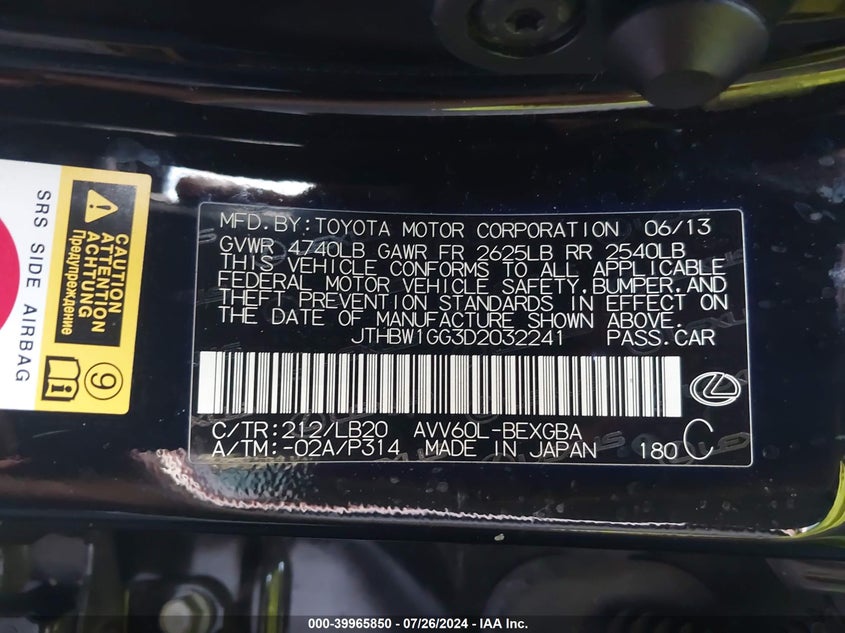 MFD. BY: TOYOTA MOTOR CORPORATION 06/13
GVWR 4740LB GAWR FR 2625LB RR 2540LB
THIS VEHICLE CONFORMS TO ALL APPLICABLE
FEDERAL MOTOR VEHICLE SAFETY,BUMPER,AND
THEFT PREVENTION STANDARDS IN EFFECT ON
THE DATE OF MANUFACTURE SHOWN ABOVE.
JTHBW1GG3D2032241 PASS.CAR
C/TR:212/LB20 AVV60L-BEXGBA
A/TM:-02A/P314 MADE IN JAPAN 180 C
SRS SIDE AIRBAG
CAUTION
ATTENTION
ACHTUNG
Предупреждение
9
000-39965850 / 07/26/2024 - IAA Inc.